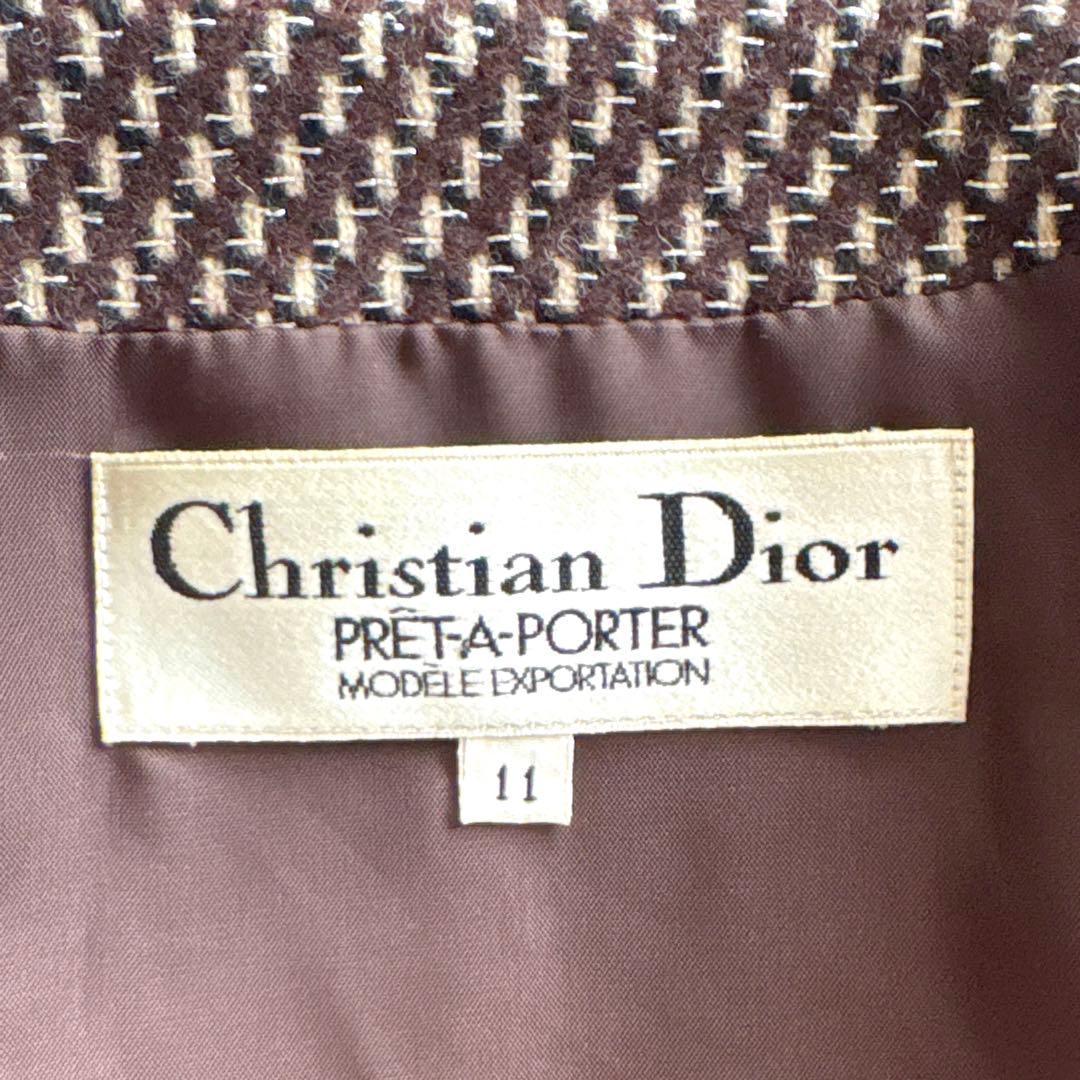 Christian Dior
PRÊT-A-PORTER
MODÈLE EXPORTATION
11